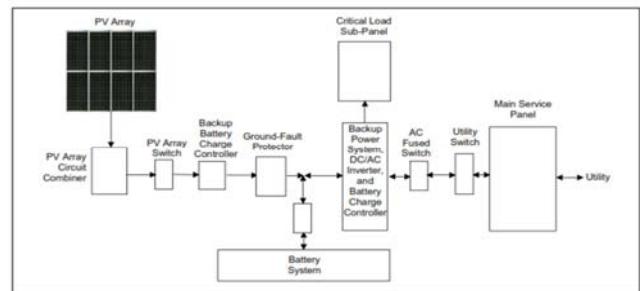 PV Array
Critical Load
Sub-Panel
Main Service
Panel
Backup
Battery
Charge
Controller
Ground-Fault
Protector
PV Array
Switch
PV Array
Circuit
Combiner
Backup
Power
System,
DC/AC
Inverter,
and
Battery
Charge
Controller
AC
Fused
Switch
Utility
Switch
Utility
Battery
System